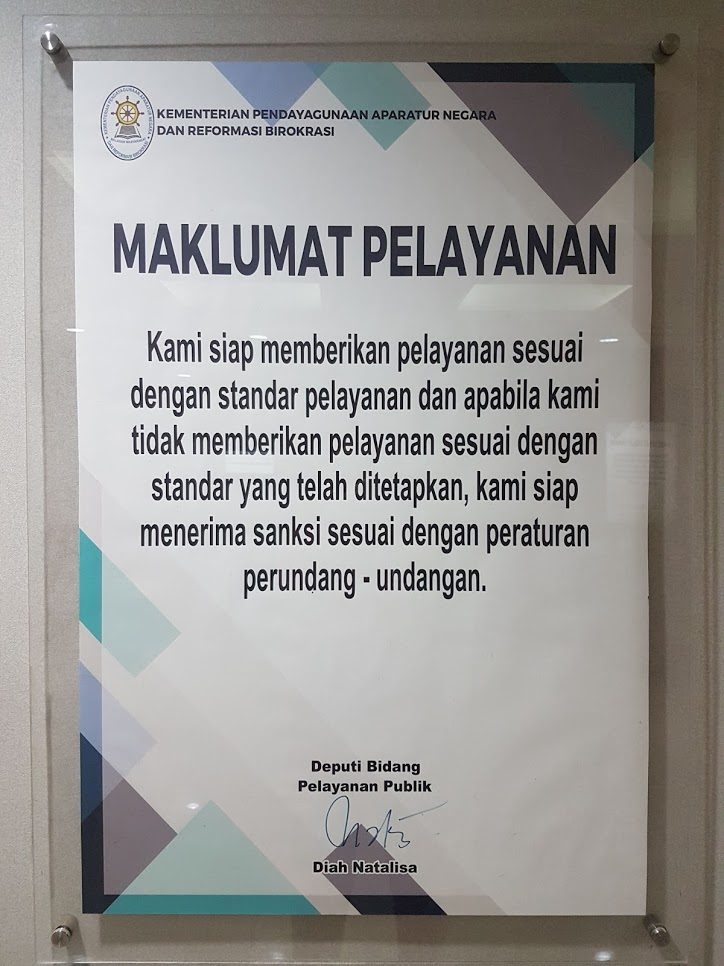 KEMENTERIAN PENDAYAGUNAAN APARATUR NEGARA
DAN REFORMASI BIROKRASI
MAKLUMAT PELAYANAN
Kami siap memberikan pelayanan sesuai
dengan standar pelayanan dan apabila kami
tidak memberikan pelayanan sesuai dengan
standar yang telah ditetapkan, kami siap
menerima sanksi sesuai dengan peraturan
perundang - undangan.
Deputi Bidang
Pelayanan Publik
Diah Natalisa